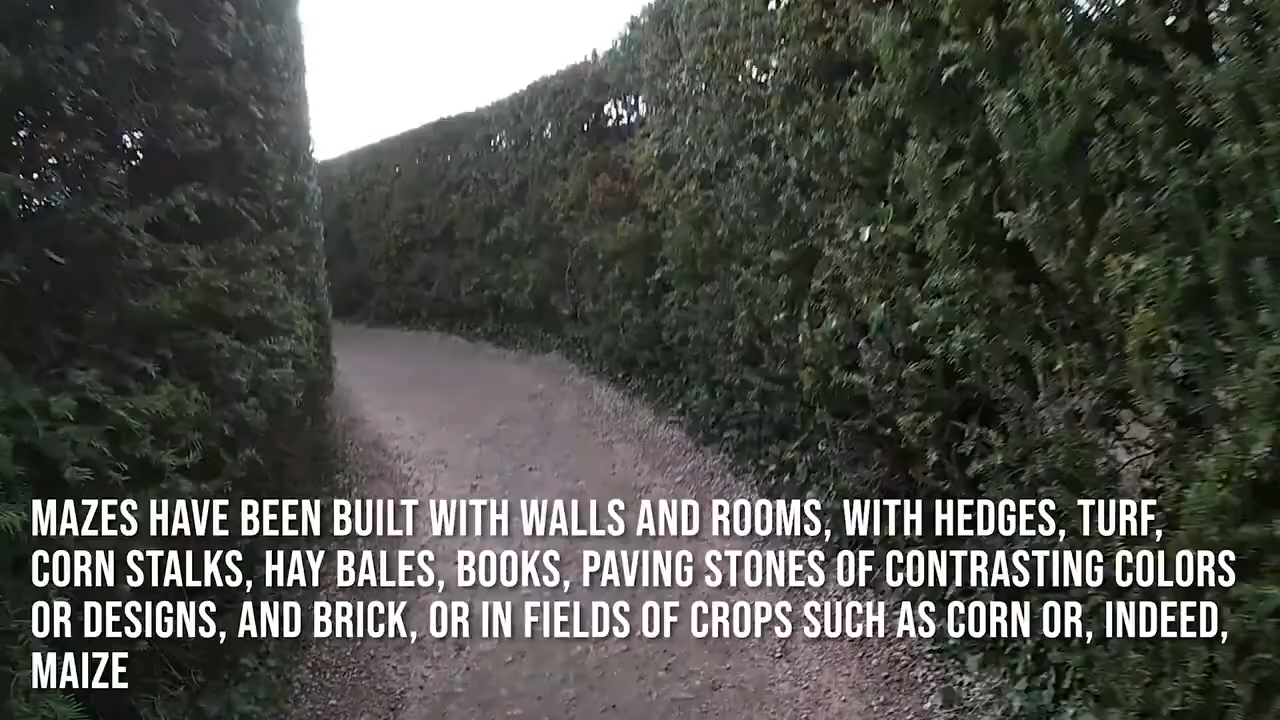 MAZES HAVE BEEN BUILT WITH WALLS AND ROOMS, WITH HEDGES, TURF,
CORN STALKS, HAY BALES, BOOKS, PAVING STONES OF CONTRASTING COLORS
OR DESIGNS, AND BRICK, OR IN FIELDS OF CROPS SUCH AS CORN OR, INDEED,
MAIZE